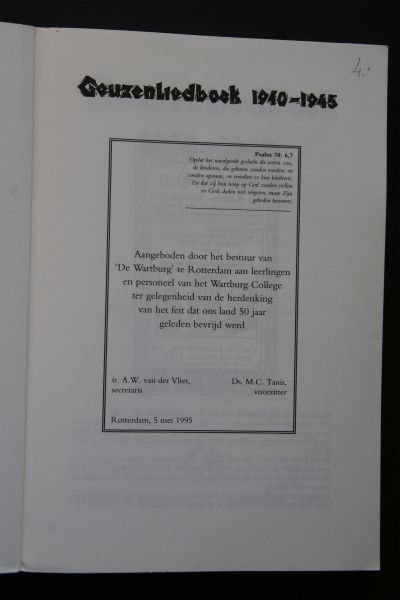 4.-
Geuzenliedboek 1940-1945
Psalm 78: 6,7
Opdat het navolgende geslacht die weten zou,
de kinderen, die geboren zouden worden, en
zouden opstaan, en vertellen ze hun kinderen;
En dat zij hun hoop op God zouden stellen
en Gods daden niet vergeten, maar Zijn
geboden bewaren;
Aangeboden door het bestuur van
'De Wartburg' te Rotterdam aan leerlingen
en personeel van het Wartburg College
ter gelegenheid van de herdenking
van het feit dat ons land 50 jaar
geleden bevrijd werd
ir. A.W. van der Vlies,
secretaris
Ds. M.C. Tanis,
voorzitter
Rotterdam, 5 mei 1995